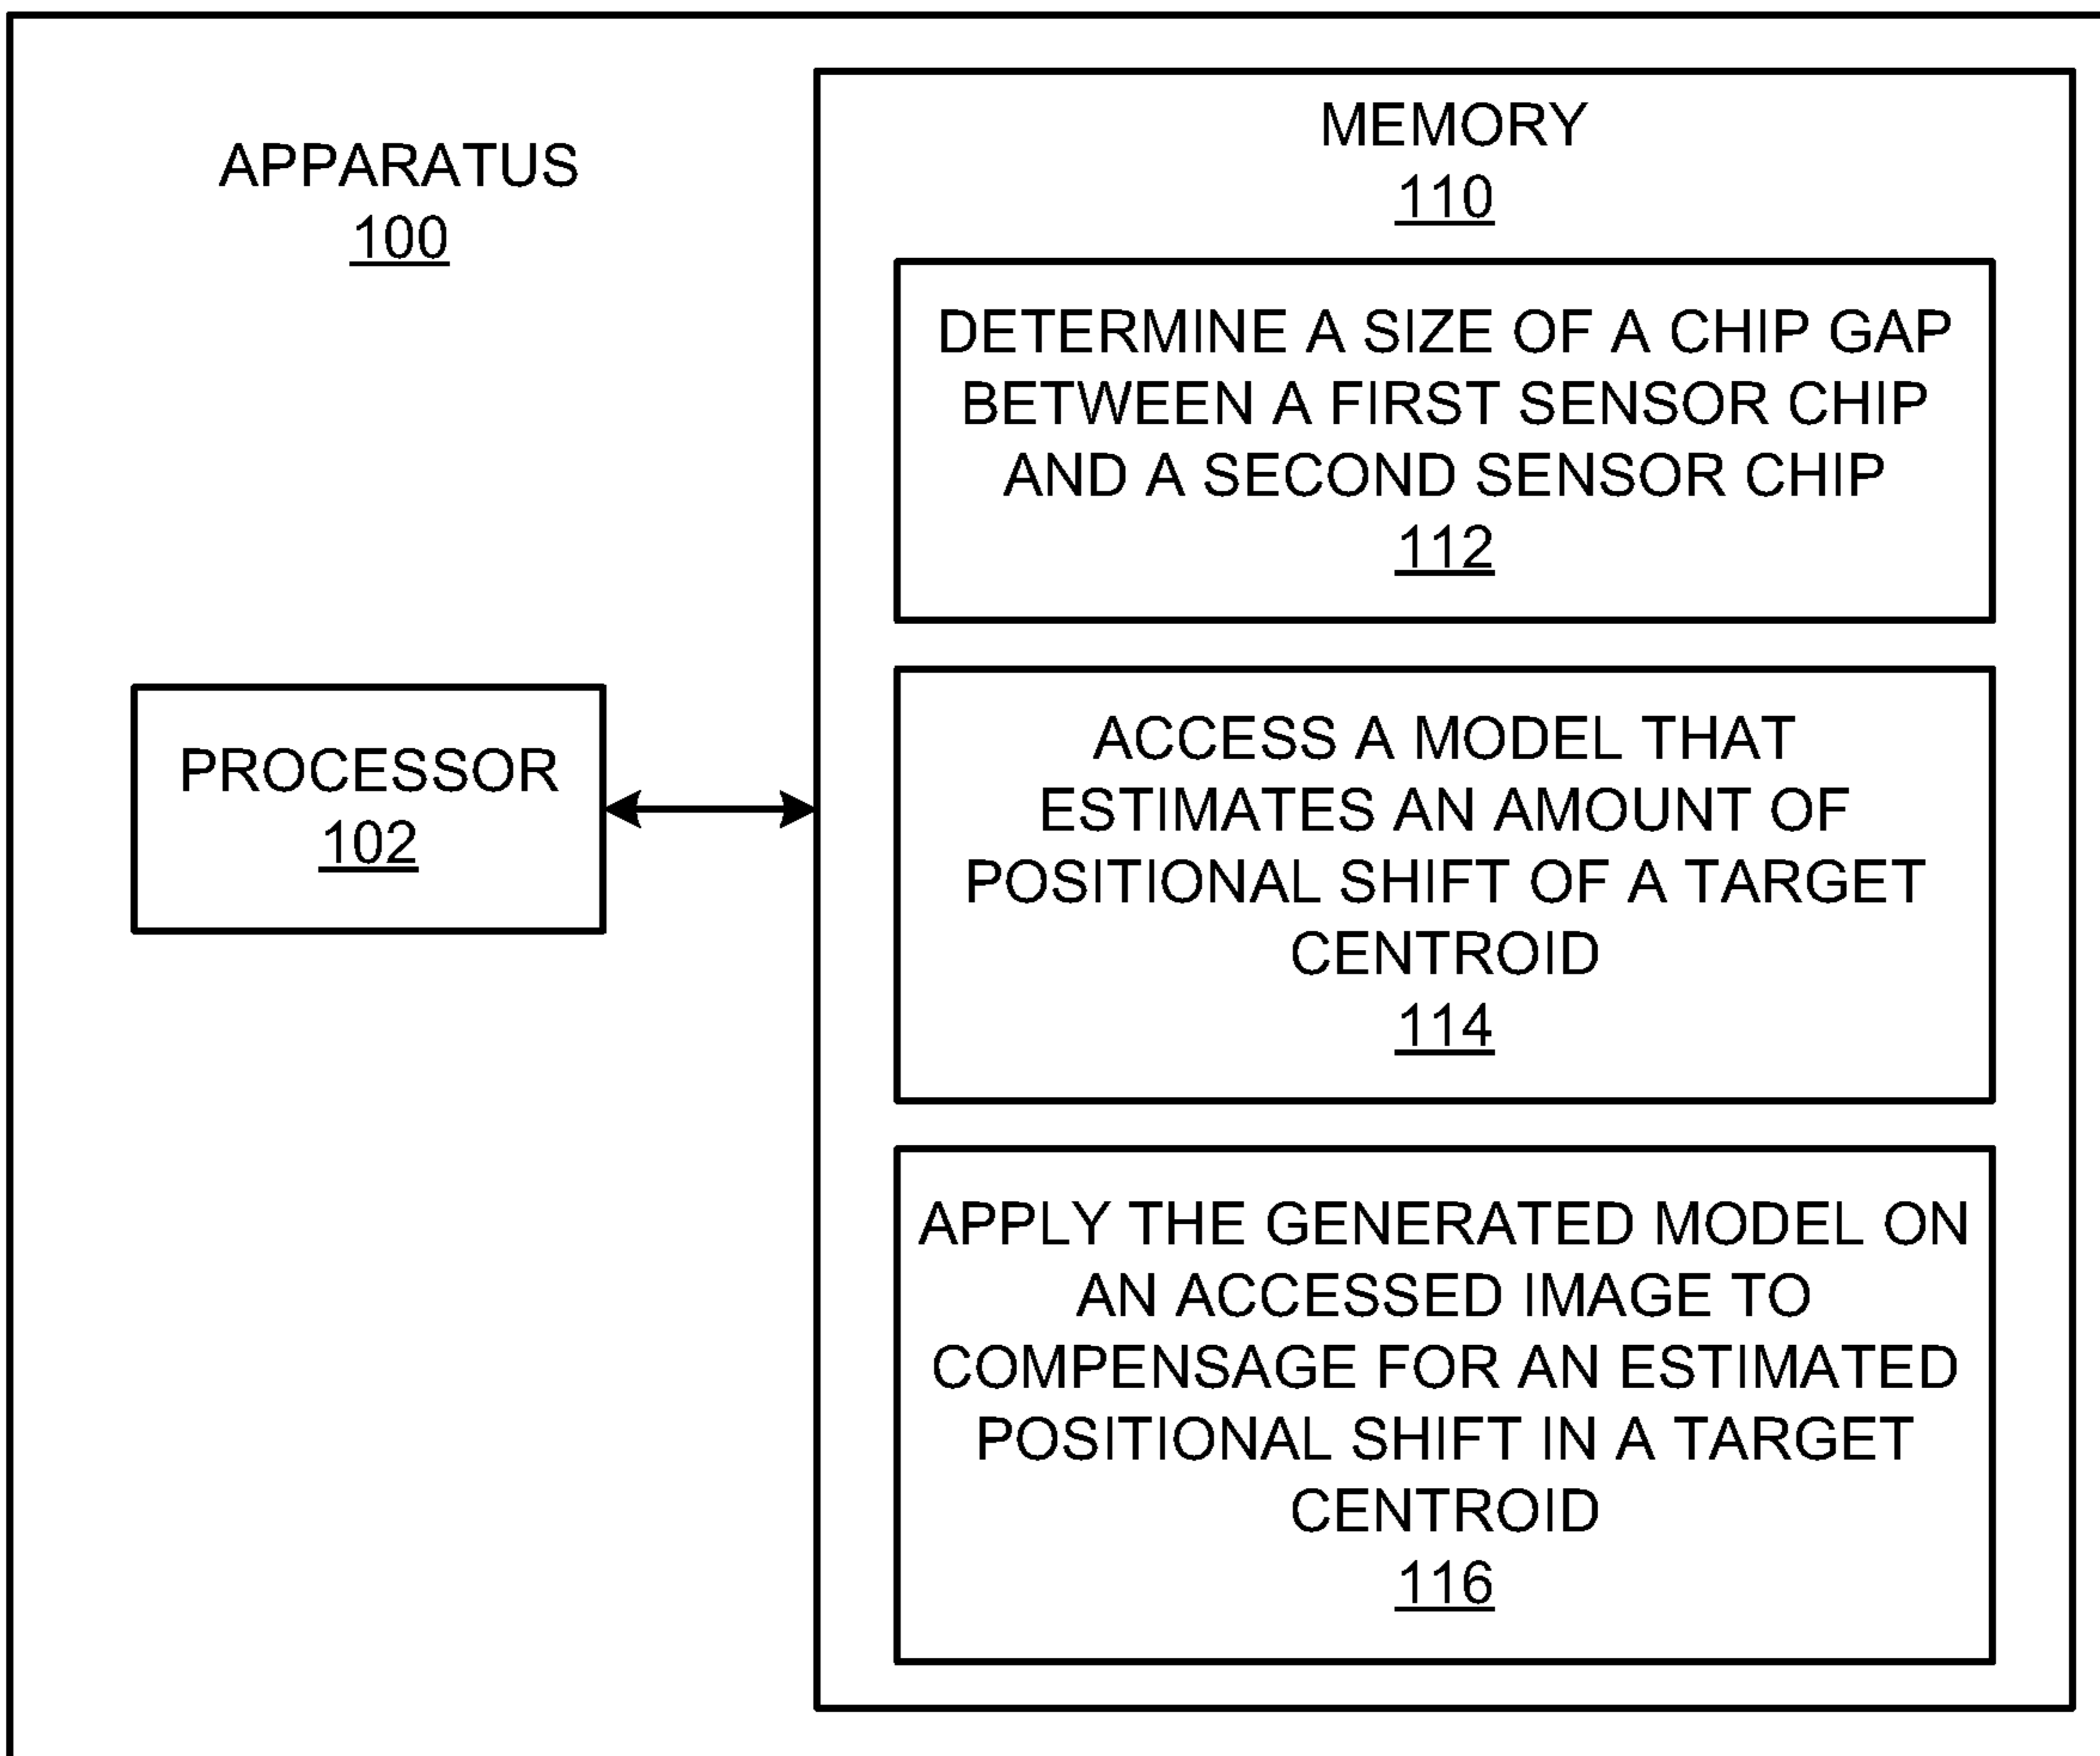 APPARATUS
100
PROCESSOR
102
MEMORY
110
DETERMINE A SIZE OF A CHIP GAP
BETWEEN A FIRST SENSOR CHIP
AND A SECOND SENSOR CHIP
112
ACCESS A MODEL THAT
ESTIMATES AN AMOUNT OF
POSITIONAL SHIFT OF A TARGET
CENTROID
114
APPLY THE GENERATED MODEL ON
AN ACCESSED IMAGE TO
COMPENSAGE FOR AN ESTIMATED
POSITIONAL SHIFT IN A TARGET
CENTROID
116